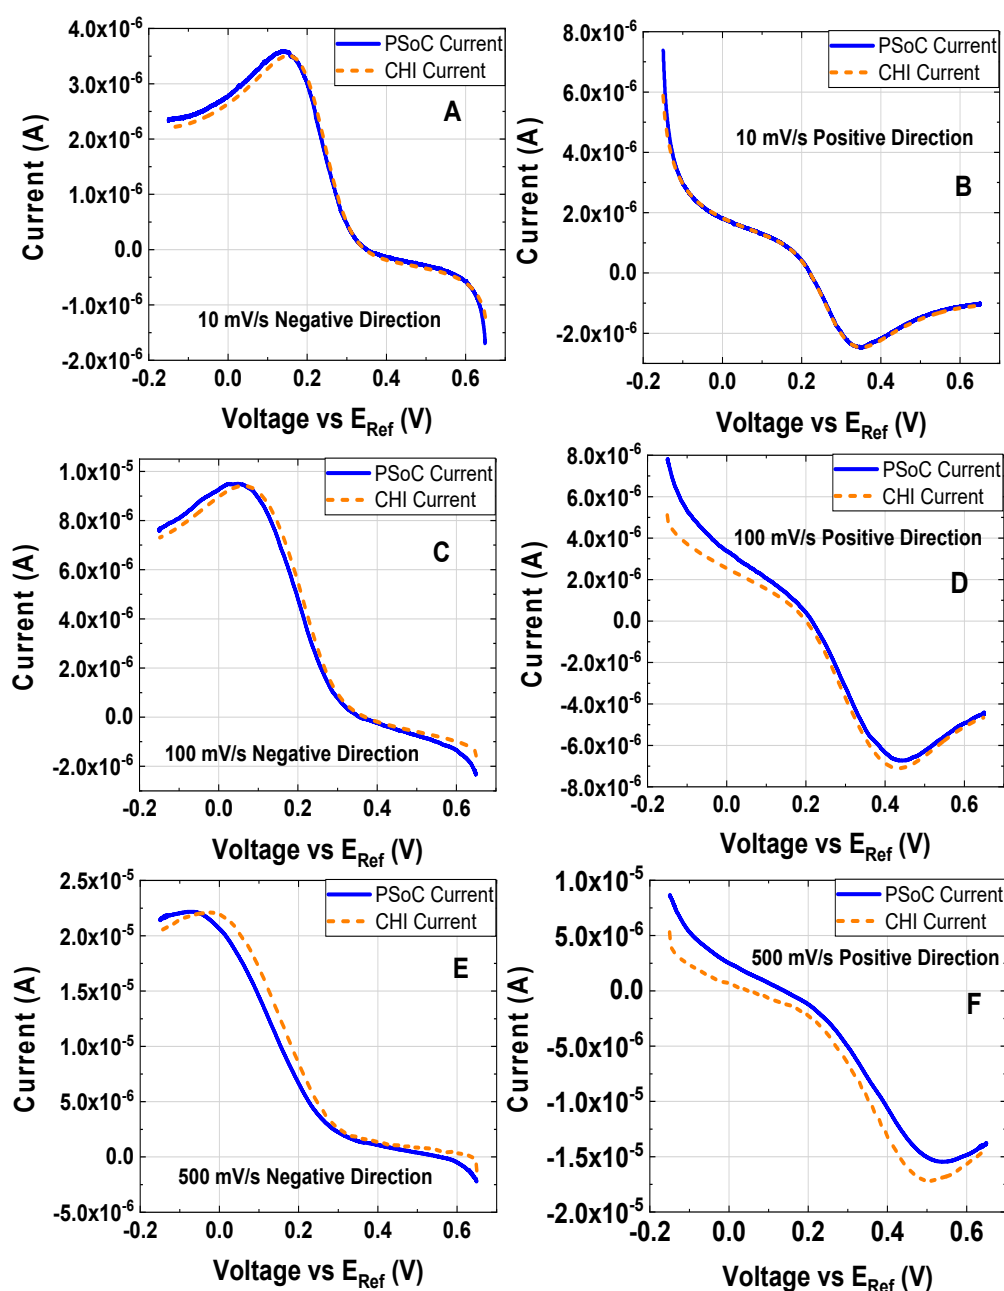 4.0x10⁻⁶
PSoC Current
CHI Current
A
3.0x10⁻⁶
2.0x10⁻⁶
1.0x10⁻⁶
0.0
-1.0x10⁻⁶
-2.0x10⁻⁶
Current (A)
10 mV/s Negative Direction
-0.2 0.0 0.2 0.4 0.6
Voltage vs E_Ref (V)
8.0x10⁻⁶
PSoC Current
CHI Current
6.0x10⁻⁶
10 mV/s Positive Direction
B
4.0x10⁻⁶
2.0x10⁻⁶
0.0
-2.0x10⁻⁶
Current (A)
-0.2 0.0 0.2 0.4 0.6
Voltage vs E_Ref (V)
1.0x10⁻⁵
PSoC Current
CHI Current
C
8.0x10⁻⁶
6.0x10⁻⁶
4.0x10⁻⁶
2.0x10⁻⁶
0.0
-2.0x10⁻⁶
Current (A)
100 mV/s Negative Direction
-0.2 0.0 0.2 0.4 0.6
Voltage vs E_Ref (V)
8.0x10⁻⁶
PSoC Current
CHI Current
6.0x10⁻⁶
100 mV/s Positive Direction
4.0x10⁻⁶
D
2.0x10⁻⁶
0.0
-2.0x10⁻⁶
-4.0x10⁻⁶
-6.0x10⁻⁶
-8.0x10⁻⁶
Current (A)
-0.2 0.0 0.2 0.4 0.6
Voltage vs E_Ref (V)
2.5x10⁻⁵
PSoC Current
CHI Current
2.0x10⁻⁵
E
1.5x10⁻⁵
1.0x10⁻⁵
5.0x10⁻⁶
0.0
-5.0x10⁻⁶
Current (A)
500 mV/s Negative Direction
-0.2 0.0 0.2 0.4 0.6
Voltage vs E_Ref (V)
1.0x10⁻⁵
PSoC Current
CHI Current
5.0x10⁻⁶
500 mV/s Positive Direction
0.0
F
-5.0x10⁻⁶
-1.0x10⁻⁵
-1.5x10⁻⁵
-2.0x10⁻⁵
Current (A)
-0.2 0.0 0.2 0.4 0.6
Voltage vs E_Ref (V)